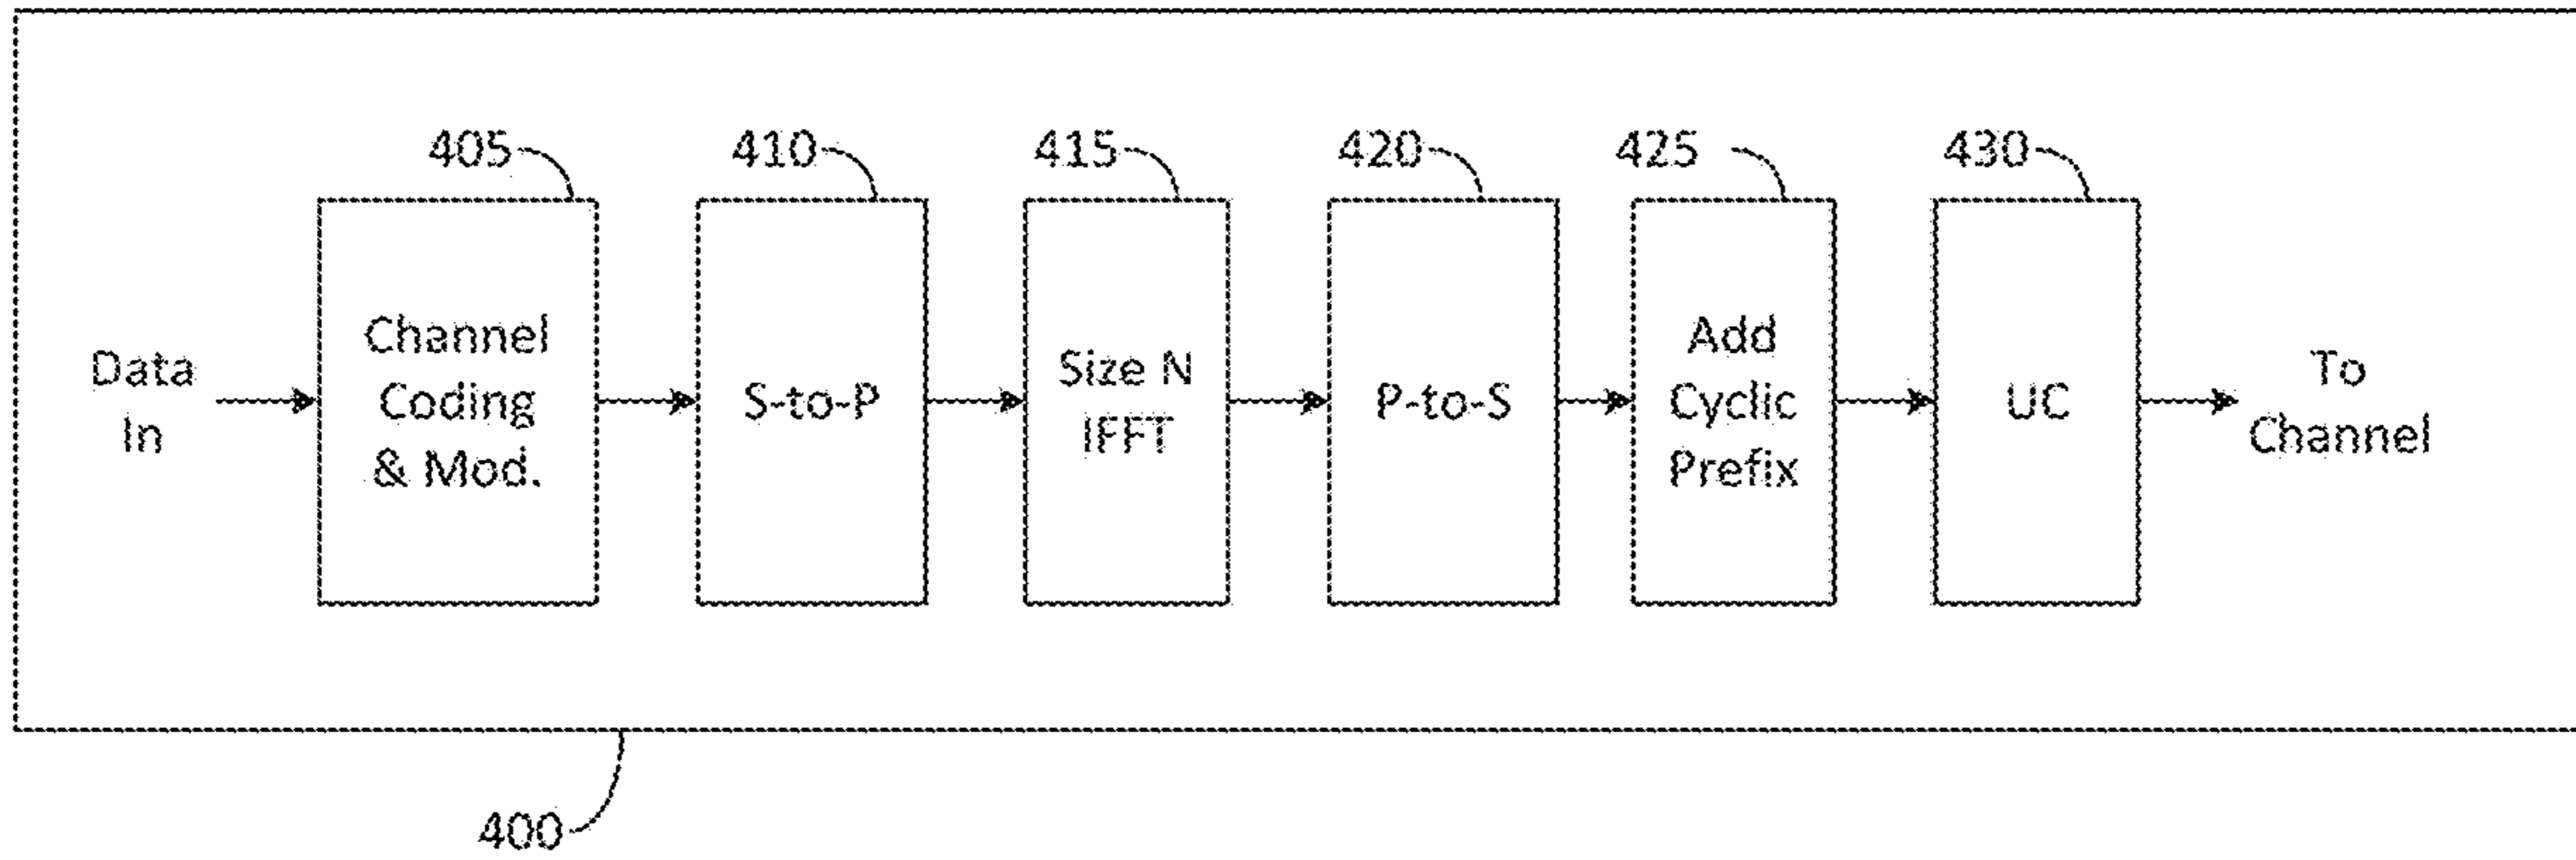 405
410
415
420
425
430
Data
In
Channel
Coding
& Mod.
S-to-P
Size N
IFFT
P-to-S
Add
Cyclic
Prefix
UC
To
Channel
400